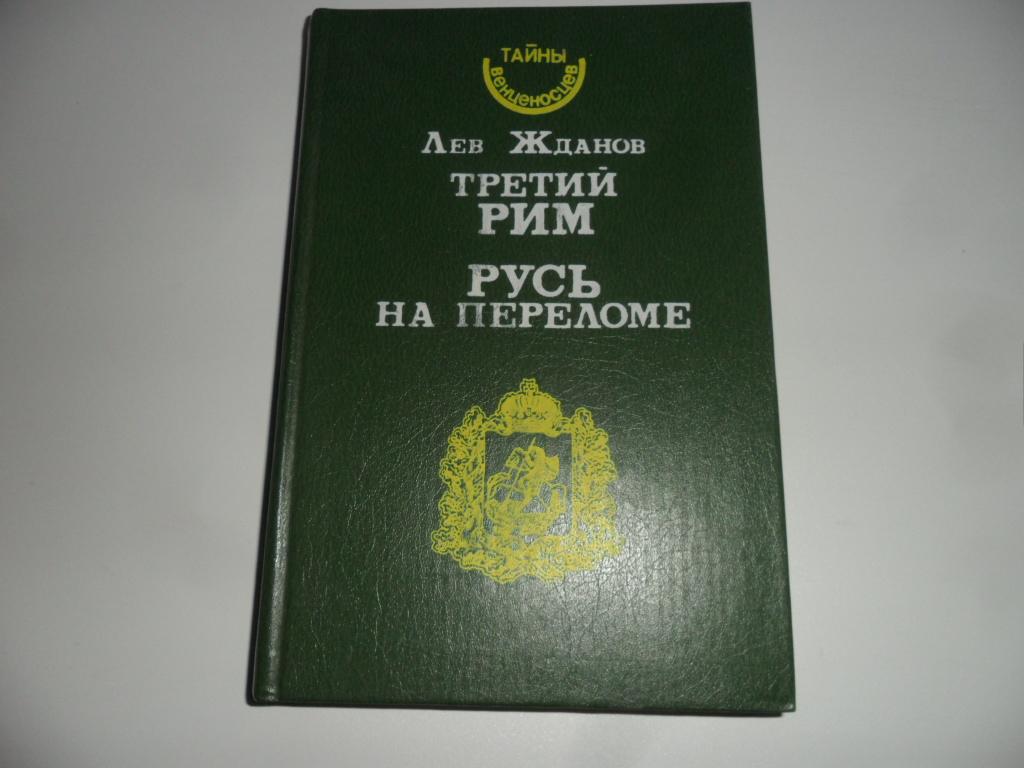 ТАЙНЫ
ВЕНЦЕНОСЦЕВ
Лев Жданов
ТРЕТИЙ
РИМ
РУСЬ
НА ПЕРЕЛОМЕ